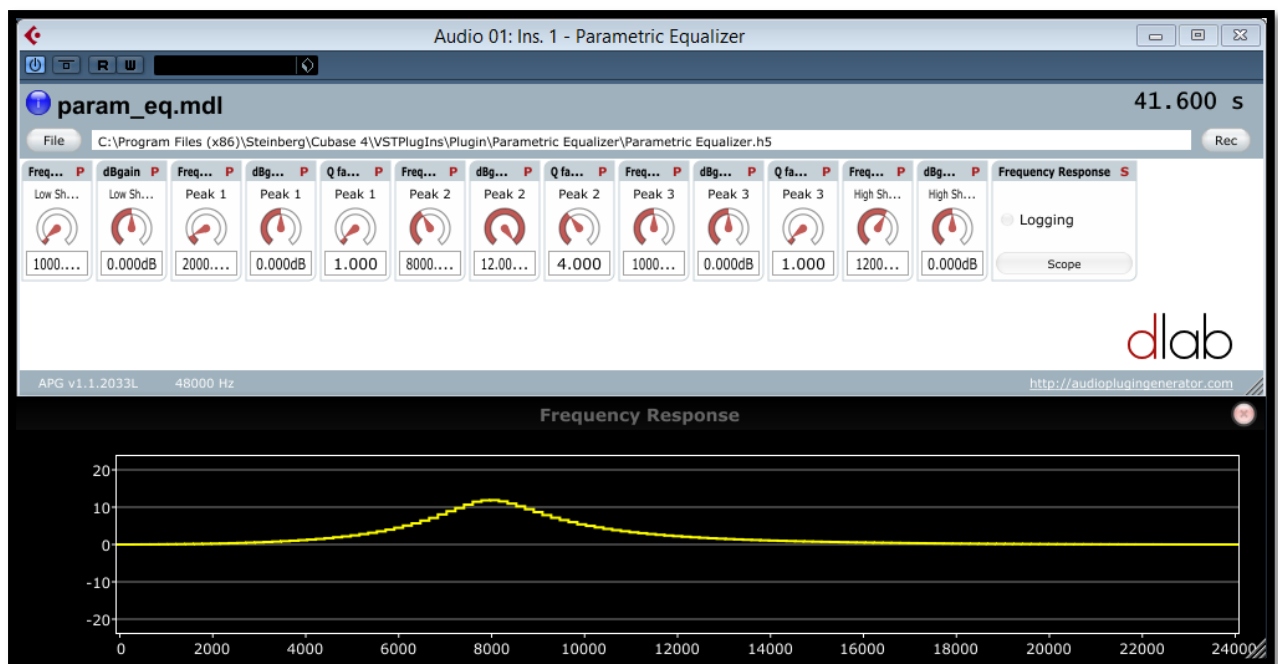 Audio 01: Ins. 1 - Parametric Equalizer
R W
param_eq.mdl
41.600 s
File C:\Program Files (x86)\Steinberg\Cubase 4\VSTPlugIns\Plugin\Parametric Equalizer\Parametric Equalizer.h5 Rec
Freq... P dBgain P Freq... P dBg... P Q fa... P Freq... P dBg... P Q fa... P Freq... P dBg... P Q fa... P Freq... P dBg... P Frequency Response S
Low Sh... Low Sh... Peak 1 Peak 1 Peak 1 Peak 2 Peak 2 Peak 2 Peak 3 Peak 3 Peak 3 High Sh... High Sh...
Logging
1000.... 0.000dB 2000.... 0.000dB 1.000 8000.... 12.00... 4.000 1000... 0.000dB 1.000 1200... 0.000dB Scope
dlab
APG v1.1.2033L 48000 Hz http://audioplugingenerator.com
Frequency Response
20
10
0
-10
-20
0 2000 4000 6000 8000 10000 12000 14000 16000 18000 20000 22000 24000